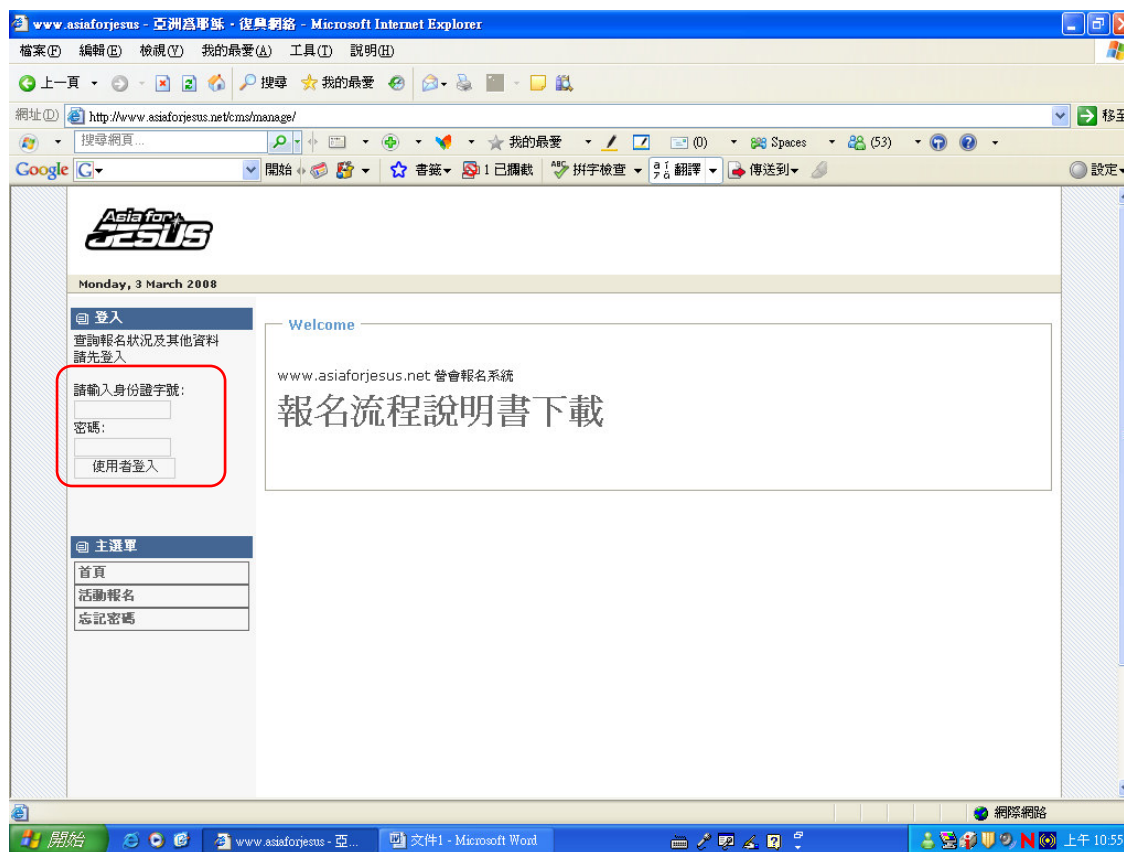 www.asiaforjesus - 亞洲為耶穌 - 復興網絡 - Microsoft Internet Explorer
檔案(F) 編輯(E) 檢視(V) 我的最愛(A) 工具(T) 說明(H)
上一頁 搜尋 我的最愛
網址(D) http://www.asiaforjesus.net/cms/manage/ 移至
搜尋網頁... 我的最愛 (0) Spaces (53)
Google G 開始 書籤 1 已攔截 ABC 拼字檢查 翻譯 傳送到 設定
Asia for
JESUS
Monday, 3 March 2008
登入
查詢報名狀況及其他資料
請先登入
請輸入身份證字號:
密碼:
使用者登入
Welcome
www.asiaforjesus.net 營會報名系統
報名流程說明書下載
主選單
首頁
活動報名
忘記密碼
網際網路
開始 www.asiaforjesus - 亞... 文件1 - Microsoft Word 上午 10:55